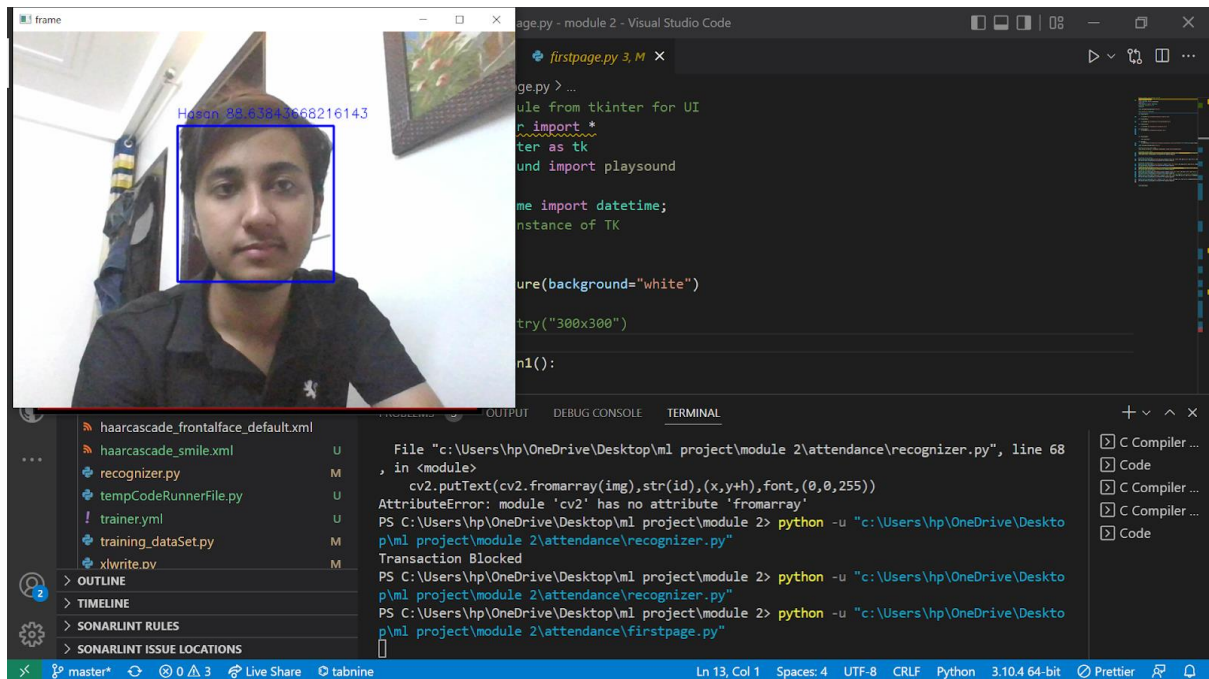 frame
age.py - module 2 - Visual Studio Code
firstpage.py 3, M
ge.py > ...
ule from tkinter for UI
r import *
ter as tk
und import playsound
me import datetime;
nstance of TK
ure(background="white")
try("300x300")
n1():
Hasan 88.63843668216143
PROBLEMS 3 OUTPUT DEBUG CONSOLE TERMINAL
haarcascade_frontalface_default.xml
haarcascade_smile.xml U
recognizer.py M
tempCodeRunnerFile.py U
trainer.yml U
training_dataSet.py M
xlwrite.py M
OUTLINE
TIMELINE
SONARLINT RULES
SONARLINT ISSUE LOCATIONS
File "c:\Users\hp\OneDrive\Desktop\ml project\module 2\attendance\recognizer.py", line 68
, in <module>
cv2.putText(cv2.fromarray(img),str(id),(x,y+h),font,(0,0,255))
AttributeError: module 'cv2' has no attribute 'fromarray'
PS C:\Users\hp\OneDrive\Desktop\ml project\module 2> python -u "c:\Users\hp\OneDrive\Deskto
p\ml project\module 2\attendance\recognizer.py"
Transaction Blocked
PS C:\Users\hp\OneDrive\Desktop\ml project\module 2> python -u "c:\Users\hp\OneDrive\Deskto
p\ml project\module 2\attendance\recognizer.py"
PS C:\Users\hp\OneDrive\Desktop\ml project\module 2> python -u "c:\Users\hp\OneDrive\Deskto
p\ml project\module 2\attendance\firstpage.py"
C Compiler ...
Code
C Compiler ...
C Compiler ...
Code
2
master* 0 3 Live Share tabnine Ln 13, Col 1 Spaces: 4 UTF-8 CRLF Python 3.10.4 64-bit Prettier